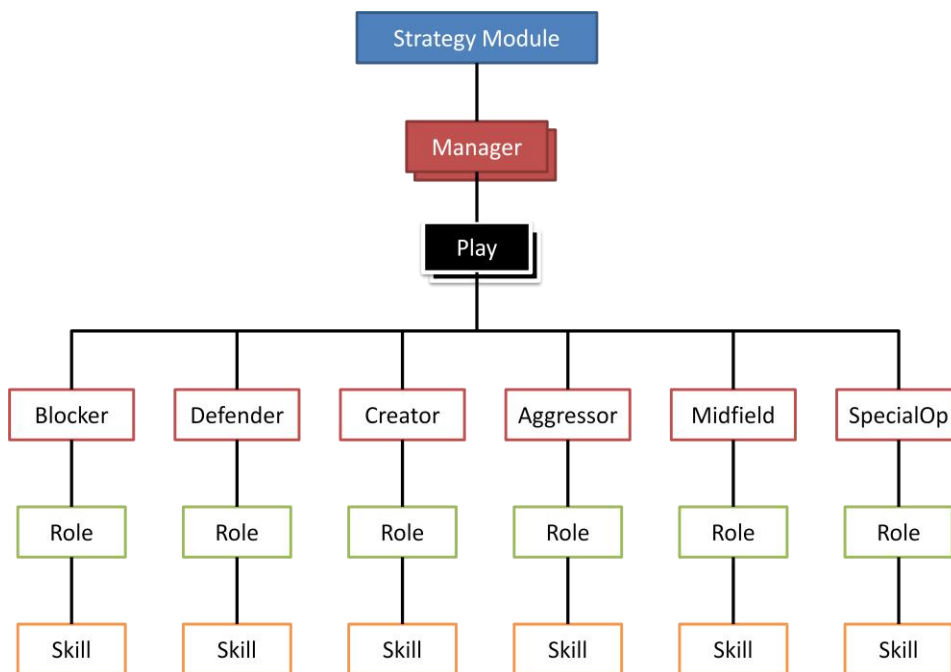 Strategy Module
Manager
Play
Blocker
Defender
Creator
Aggressor
Midfield
SpecialOp
Role
Role
Role
Role
Role
Role
Skill
Skill
Skill
Skill
Skill
Skill